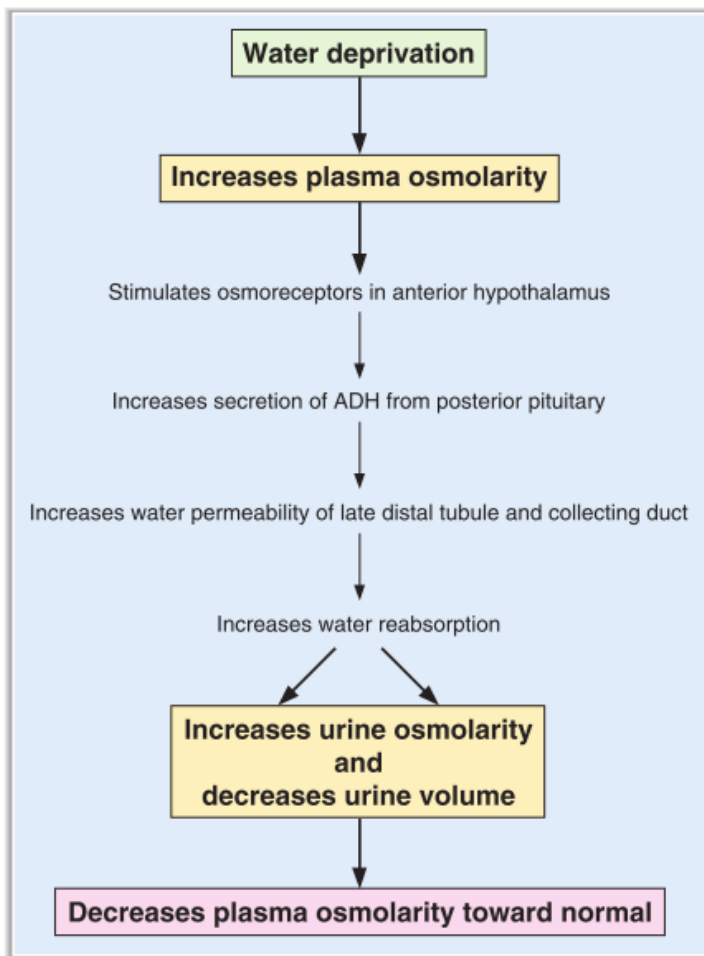 Water deprivation
Increases plasma osmolarity
Stimulates osmoreceptors in anterior hypothalamus
Increases secretion of ADH from posterior pituitary
Increases water permeability of late distal tubule and collecting duct
Increases water reabsorption
Increases urine osmolarity
and
decreases urine volume
Decreases plasma osmolarity toward normal